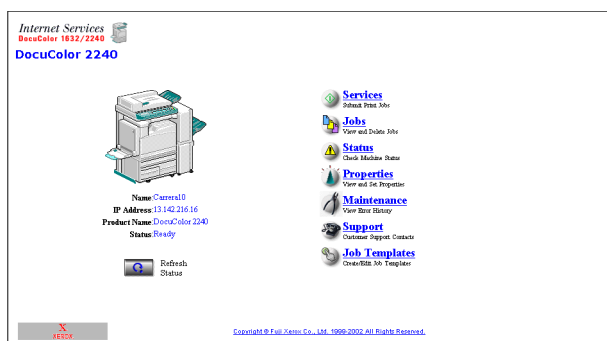 Internet Services
DocuColor 1632/2240
DocuColor 2240
Name:Carrera10
IP Address:13.142.216.16
Product Name:DocuColor 2240
Status:Ready
Refresh
Status
Services
Submit Print Jobs
Jobs
View and Delete Jobs
Status
Check Machine Status
Properties
View and Set Properties
Maintenance
View Error History
Support
Customer Support Contacts
Job Templates
Create/Edit Job Templates
X
XEROX
Copyright © Fuji Xerox Co., Ltd. 1999-2002 All Rights Reserved.